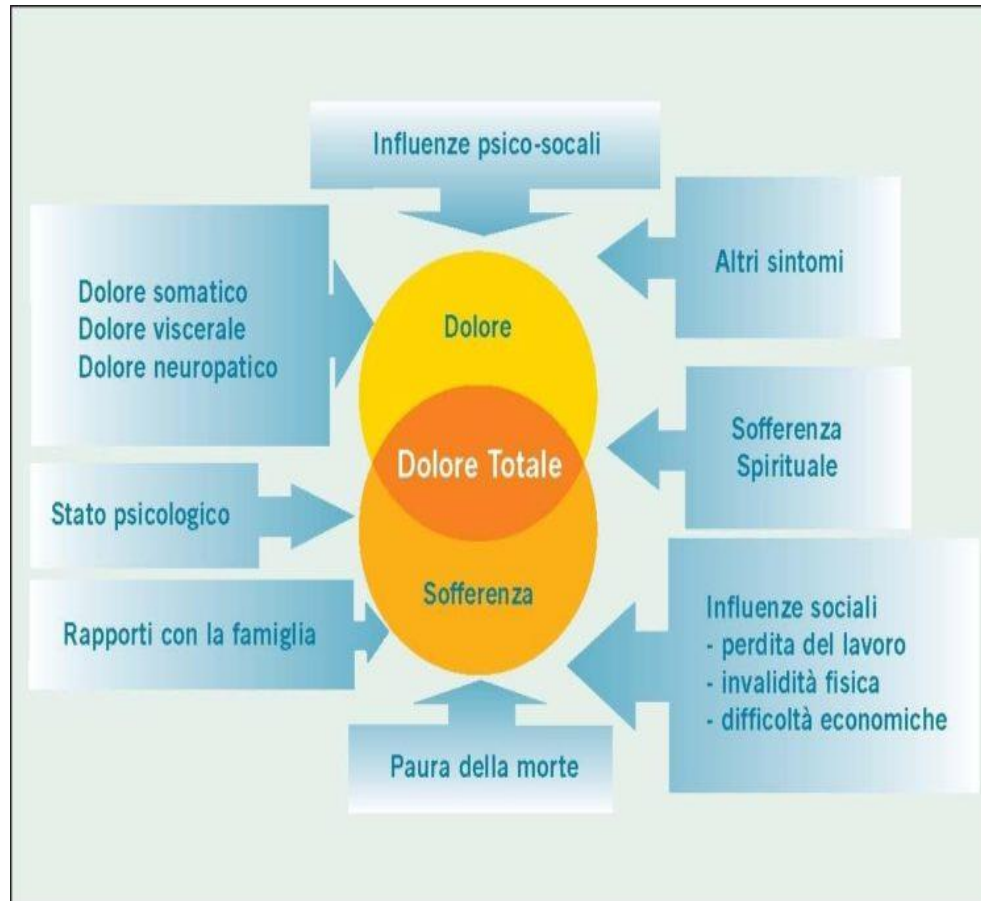 Influenze psico-socali
Dolore somatico
Dolore viscerale
Dolore neuropatico
Altri sintomi
Dolore
Dolore Totale
Sofferenza
Spirituale
Stato psicologico
Sofferenza
Rapporti con la famiglia
Influenze sociali
- perdita del lavoro
- invalidità fisica
- difficoltà economiche
Paura della morte